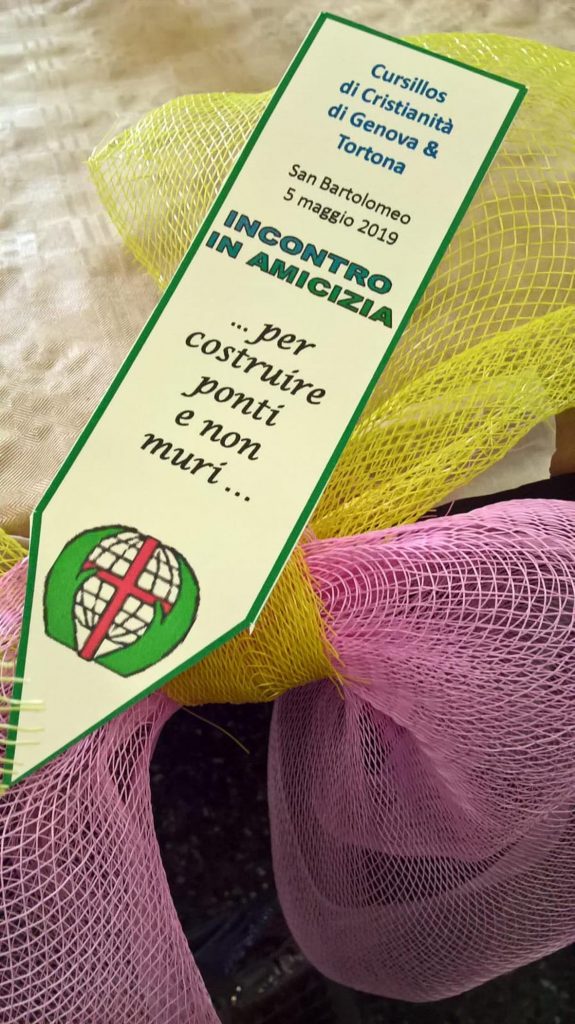 Cursillos
di Cristianità
di Genova &
Tortona
San Bartolomeo
5 maggio 2019
INCONTRO
IN AMICIZIA
...per
costruire
ponti
e non
muri...